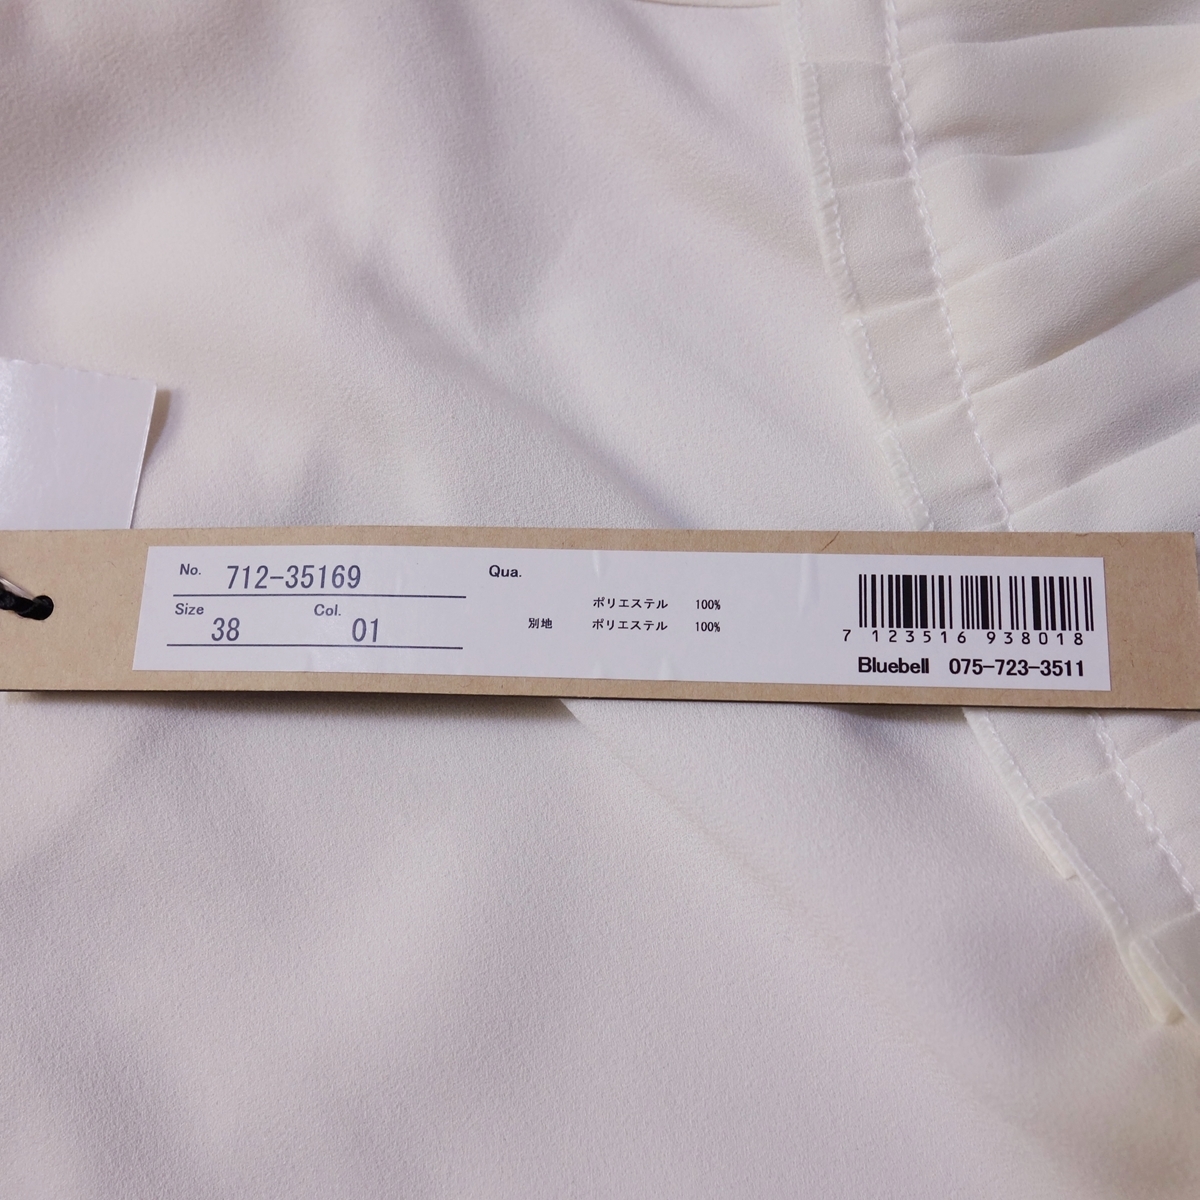 No. 712-35169
Size 38 Col. 01
Qua.
ポリエステル 100%
別地 ポリエステル 100%
7 123516 938018
Bluebell 075-723-3511